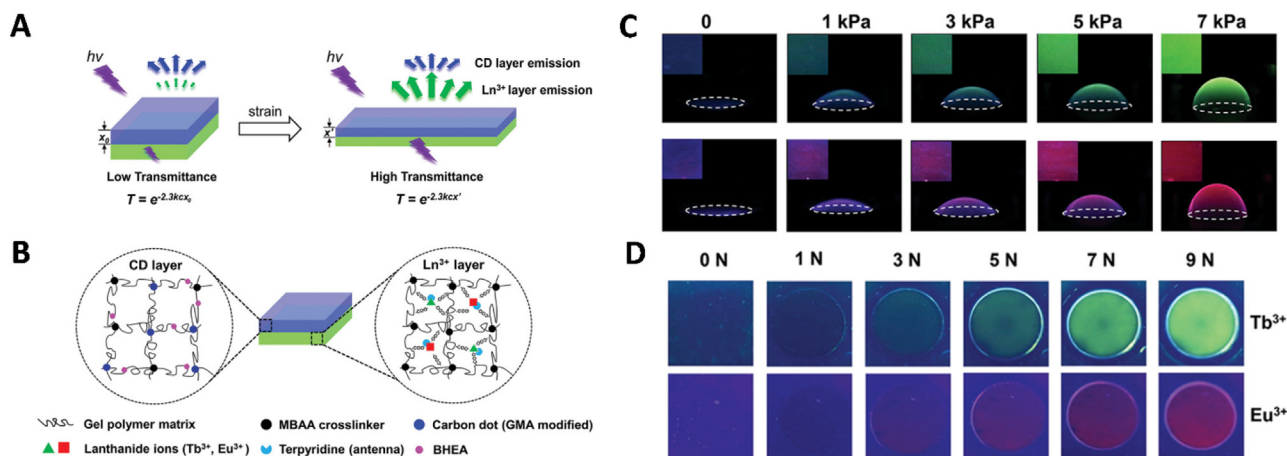 A
hν
CD layer emission
Ln³⁺ layer emission
strain
x₀
x'
Low Transmittance
High Transmittance
T = e^-2.3kcx₀
T = e^-2.3kcx'
B
CD layer
Ln³⁺ layer
Gel polymer matrix
MBAA crosslinker
Carbon dot (GMA modified)
Lanthanide ions (Tb³⁺, Eu³⁺)
Terpyridine (antenna)
BHEA
C
0 1 kPa 3 kPa 5 kPa 7 kPa
D
0 N 1 N 3 N 5 N 7 N 9 N
Tb³⁺
Eu³⁺